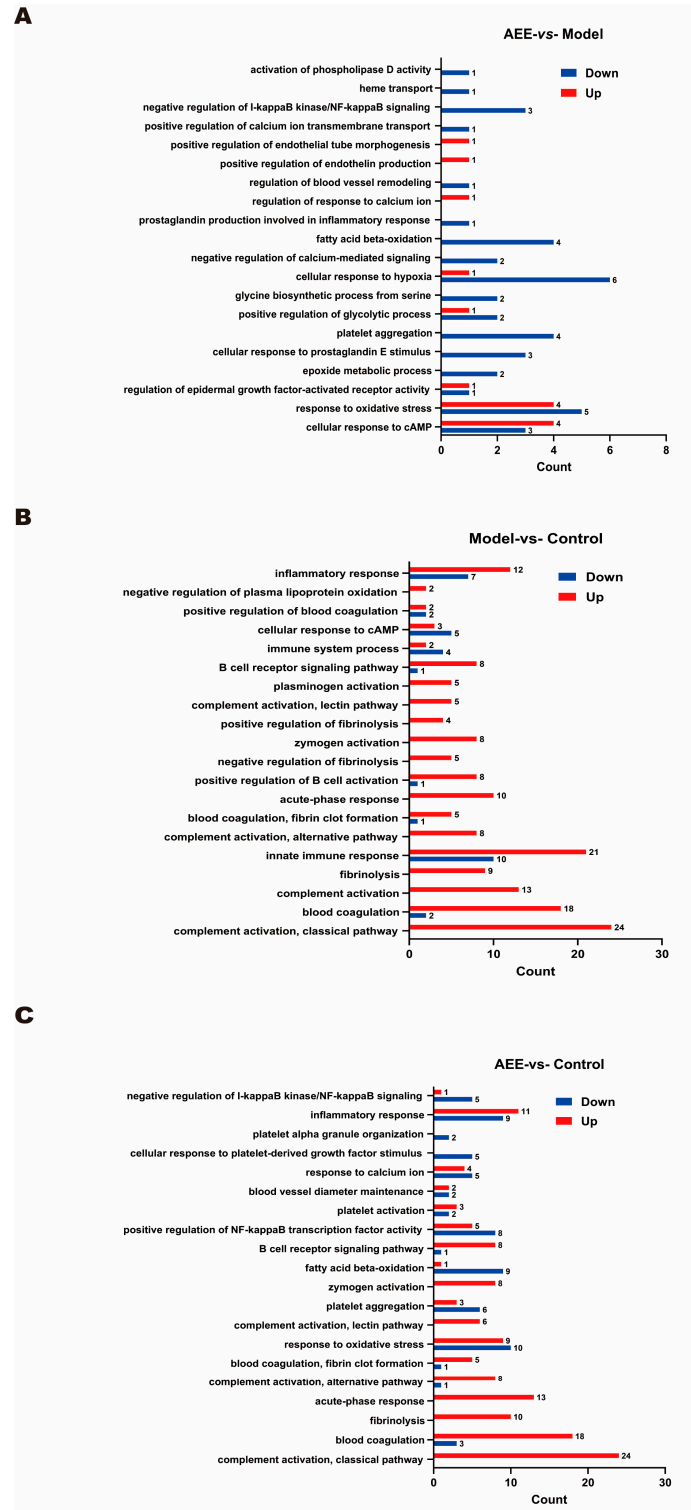 A
AEE-vs- Model
Down
Up
activation of phospholipase D activity 1
heme transport 1
negative regulation of I-kappaB kinase/NF-kappaB signaling 3
positive regulation of calcium ion transmembrane transport 1
positive regulation of endothelial tube morphogenesis 1
positive regulation of endothelin production 1
regulation of blood vessel remodeling 1
regulation of response to calcium ion 1
prostaglandin production involved in inflammatory response 1
fatty acid beta-oxidation 4
negative regulation of calcium-mediated signaling 2
cellular response to hypoxia 1 6
glycine biosynthetic process from serine 2
positive regulation of glycolytic process 1 2
platelet aggregation 4
cellular response to prostaglandin E stimulus 3
epoxide metabolic process 2
regulation of epidermal growth factor-activated receptor activity 1 1
response to oxidative stress 4 5
cellular response to cAMP 4 3
0 2 4 6 8
Count
B
Model-vs- Control
Down
Up
inflammatory response 12 7
negative regulation of plasma lipoprotein oxidation 2
positive regulation of blood coagulation 2 2
cellular response to cAMP 3 5
immune system process 2 4
B cell receptor signaling pathway 8 1
plasminogen activation 5
complement activation, lectin pathway 5
positive regulation of fibrinolysis 4
zymogen activation 8
negative regulation of fibrinolysis 5
positive regulation of B cell activation 8 1
acute-phase response 10
blood coagulation, fibrin clot formation 5 1
complement activation, alternative pathway 8
innate immune response 21 10
fibrinolysis 9
complement activation 13
blood coagulation 18 2
complement activation, classical pathway 24
0 10 20 30
Count
C
AEE-vs- Control
Down
Up
negative regulation of I-kappaB kinase/NF-kappaB signaling 1 5
inflammatory response 11 9
platelet alpha granule organization 2
cellular response to platelet-derived growth factor stimulus 5
response to calcium ion 4 5
blood vessel diameter maintenance 2 2
platelet activation 3 2
positive regulation of NF-kappaB transcription factor activity 5 8
B cell receptor signaling pathway 8 1
fatty acid beta-oxidation 1 9
zymogen activation 8
platelet aggregation 3 6
complement activation, lectin pathway 6
response to oxidative stress 9 10
blood coagulation, fibrin clot formation 5 1
complement activation, alternative pathway 8 1
acute-phase response 13
fibrinolysis 10
blood coagulation 18 3
complement activation, classical pathway 24
0 10 20 30
Count